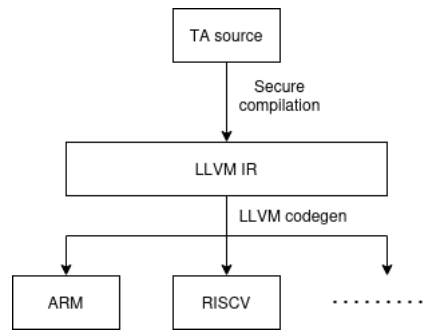 TA source
Secure
compilation
LLVM IR
LLVM codegen
ARM
RISCV
.........